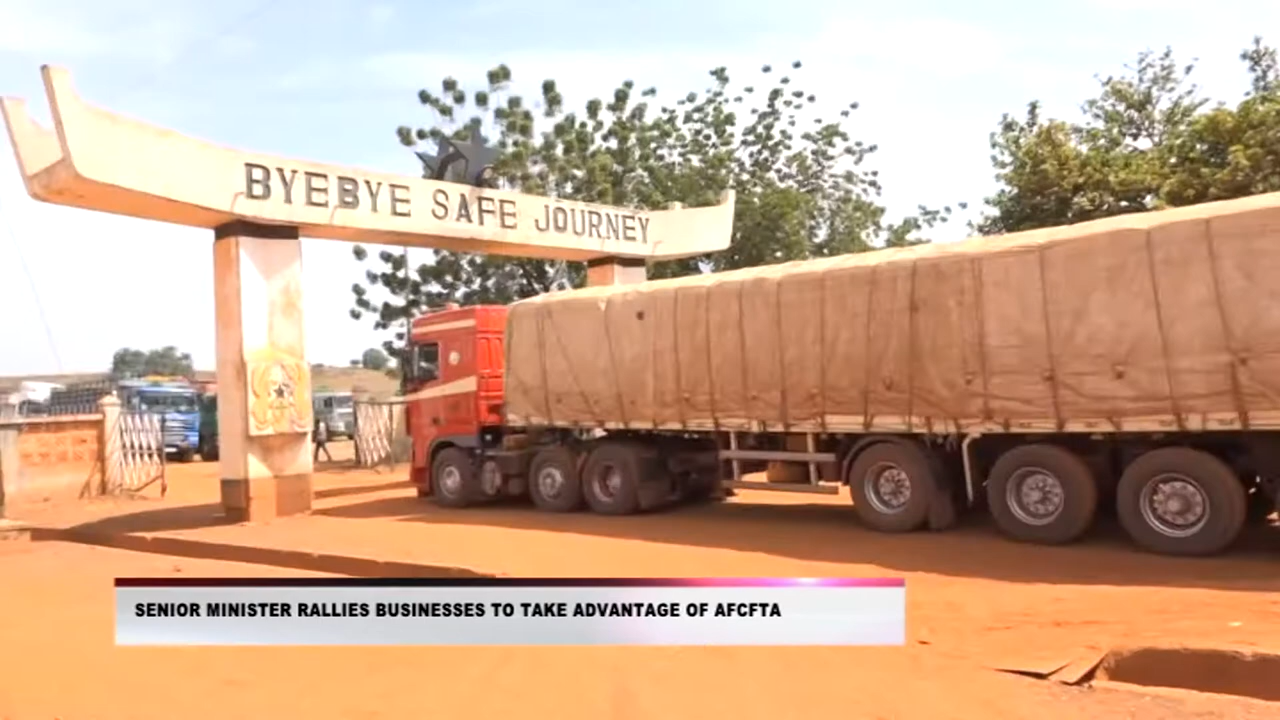 BYEBYE SAFE JOURNEY
SENIOR MINISTER RALLIES BUSINESSES TO TAKE ADVANTAGE OF AFCFTA